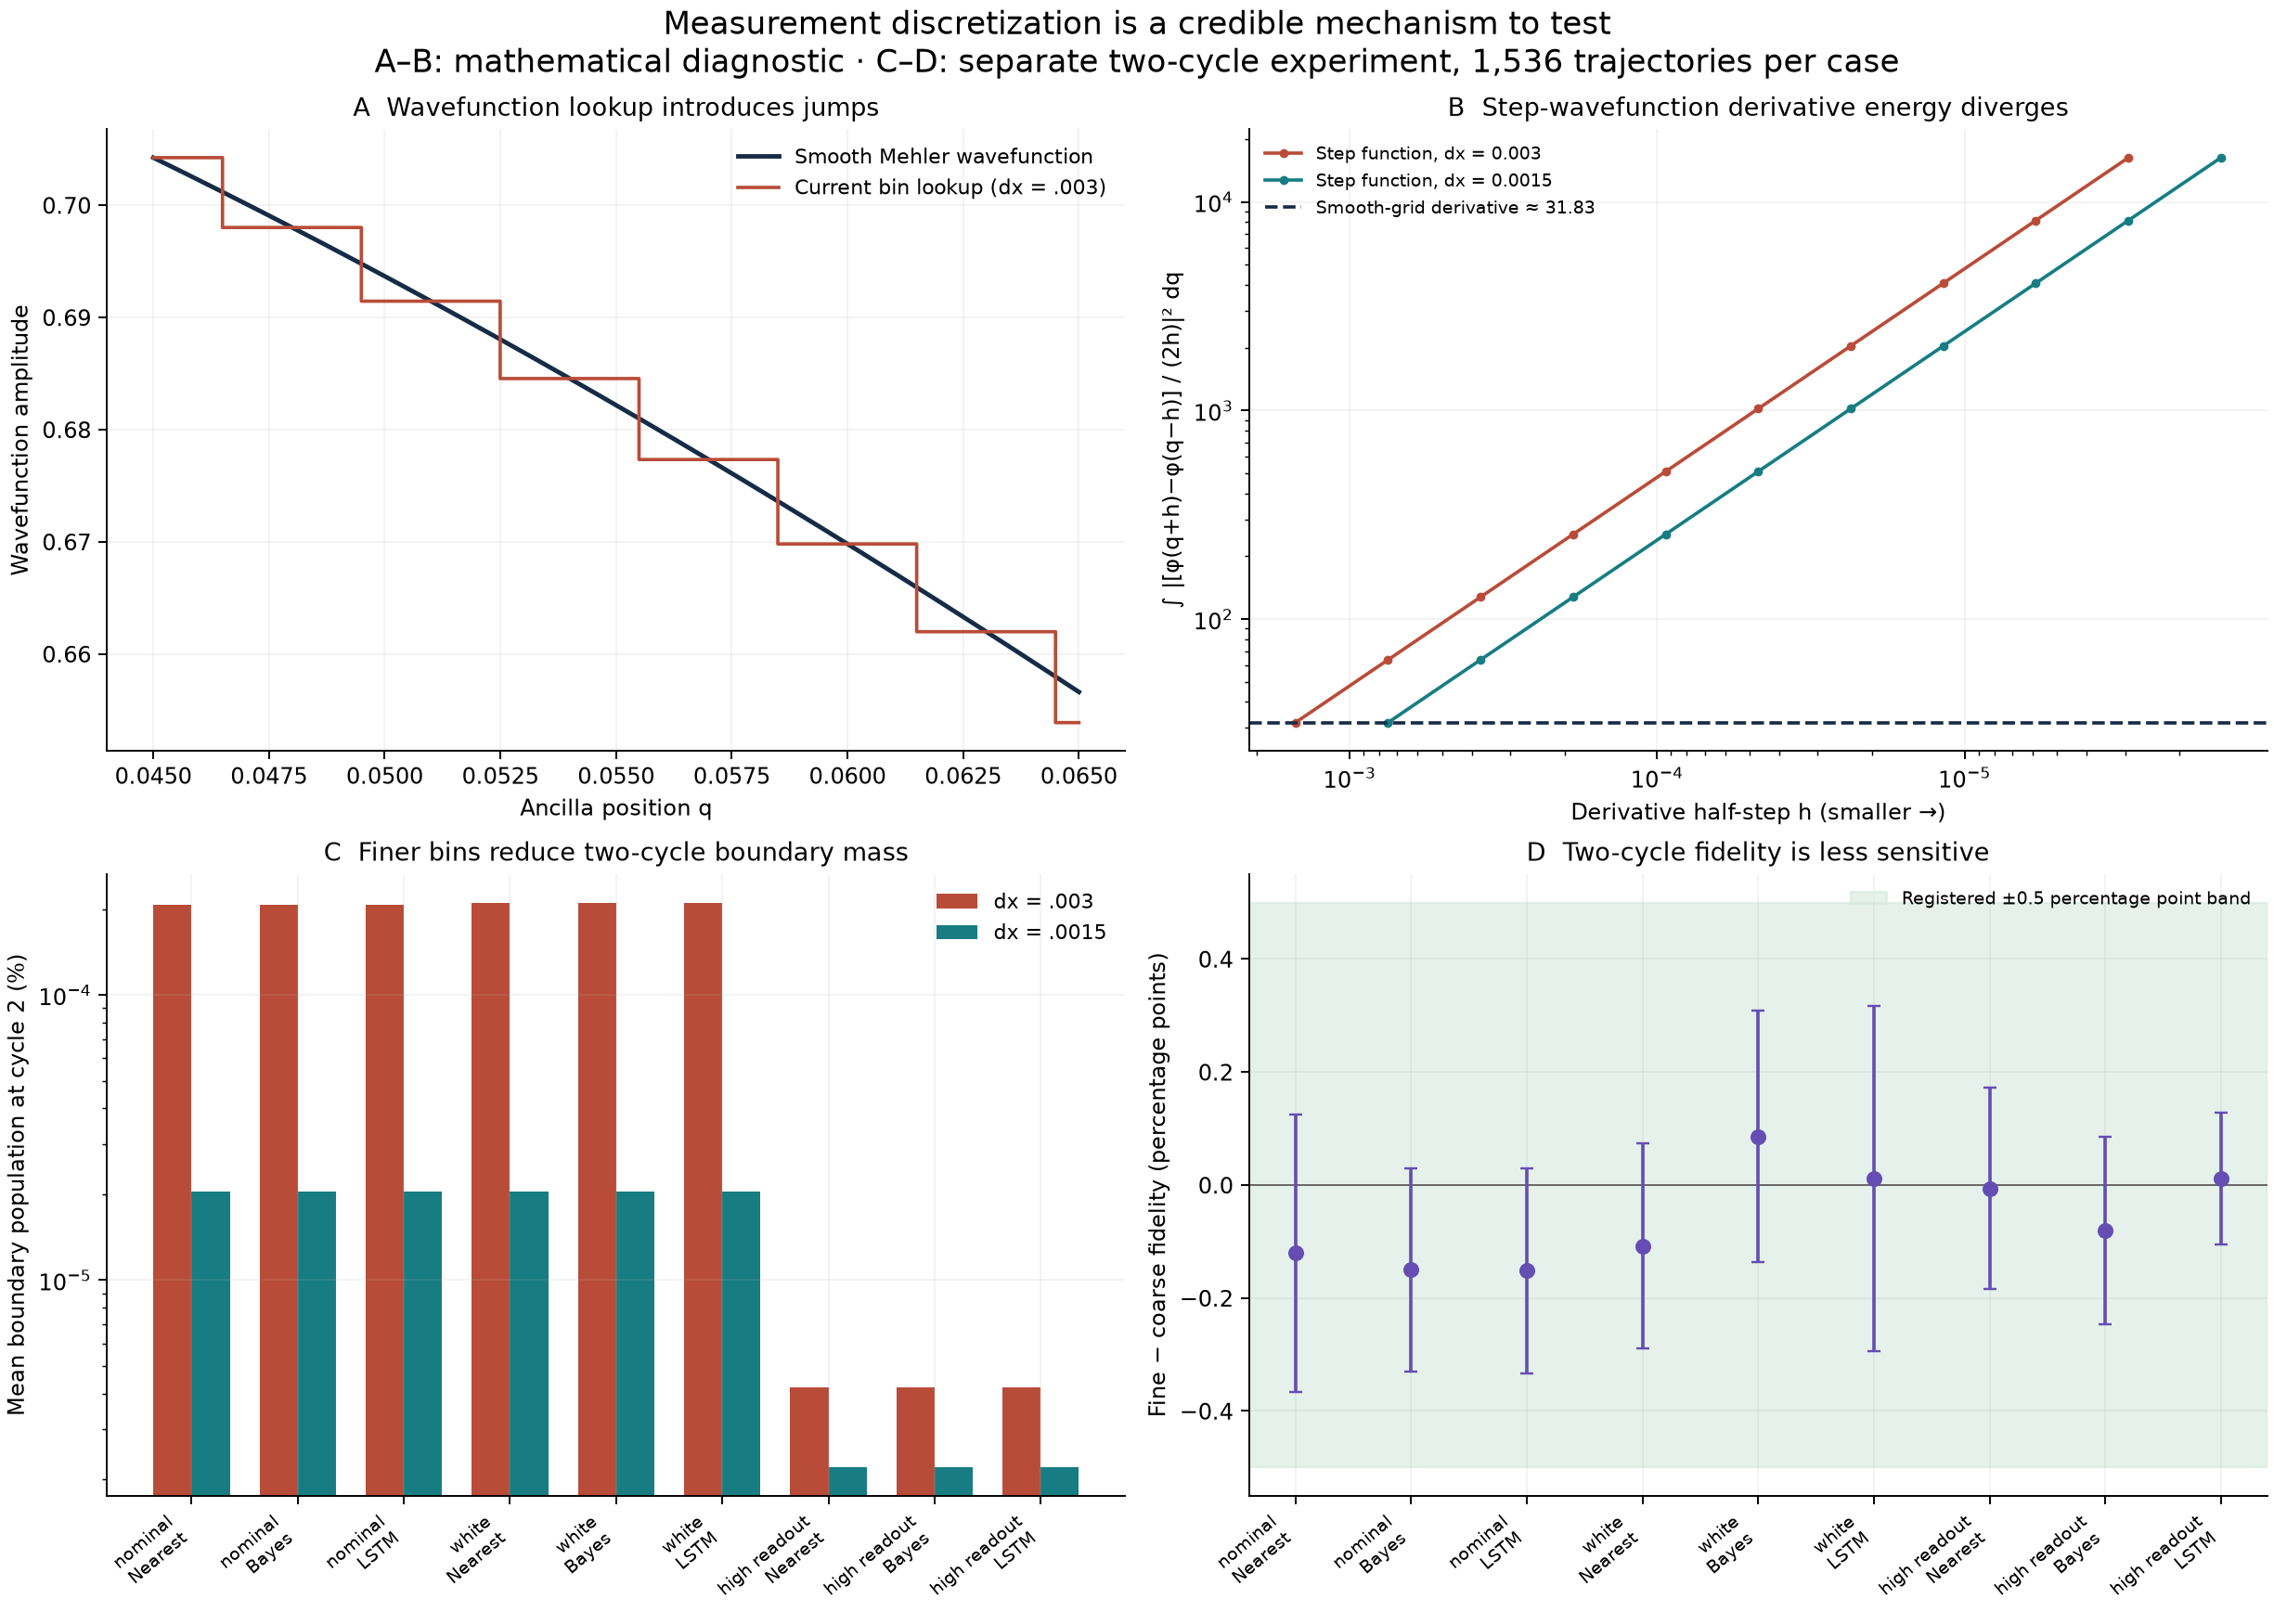 Measurement discretization is a credible mechanism to test
A–B: mathematical diagnostic · C–D: separate two-cycle experiment, 1,536 trajectories per case
A  Wavefunction lookup introduces jumps
Smooth Mehler wavefunction
Current bin lookup (dx = .003)
Wavefunction amplitude
0.70
0.69
0.68
0.67
0.66
0.0450 0.0475 0.0500 0.0525 0.0550 0.0575 0.0600 0.0625 0.0650
Ancilla position q
B  Step-wavefunction derivative energy diverges
Step function, dx = 0.003
Step function, dx = 0.0015
Smooth-grid derivative ≈ 31.83
∫ |[φ(q+h)−φ(q−h)] / (2h)|² dq
10⁴
10³
10²
10⁻³ 10⁻⁴ 10⁻⁵
Derivative half-step h (smaller →)
C  Finer bins reduce two-cycle boundary mass
dx = .003
dx = .0015
Mean boundary population at cycle 2 (%)
10⁻⁴
10⁻⁵
nominal
Nearest
nominal
Bayes
nominal
LSTM
white
Nearest
white
Bayes
white
LSTM
high readout
Nearest
high readout
Bayes
high readout
LSTM
D  Two-cycle fidelity is less sensitive
Registered ±0.5 percentage point band
Fine − coarse fidelity (percentage points)
0.4
0.2
0.0
−0.2
−0.4
nominal
Nearest
nominal
Bayes
nominal
LSTM
white
Nearest
white
Bayes
white
LSTM
high readout
Nearest
high readout
Bayes
high readout
LSTM